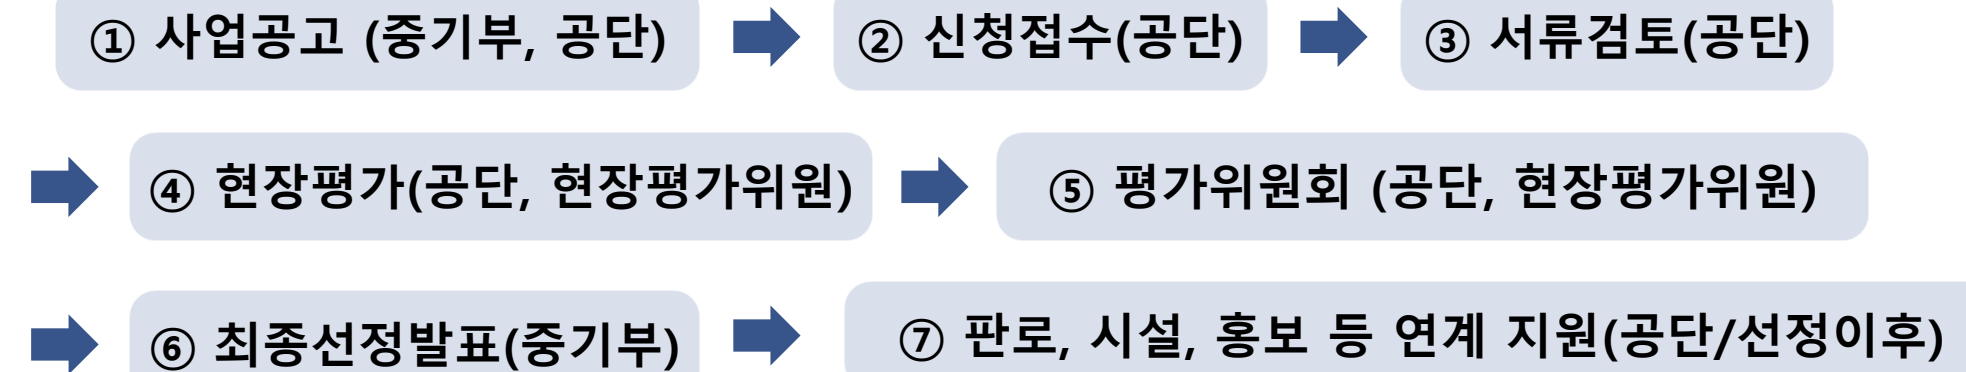 ① 사업공고 (중기부, 공단)
② 신청접수(공단)
③ 서류검토(공단)
④ 현장평가(공단, 현장평가위원)
⑤ 평가위원회 (공단, 현장평가위원)
⑥ 최종선정발표(중기부)
⑦ 판로, 시설, 홍보 등 연계 지원(공단/선정이후)